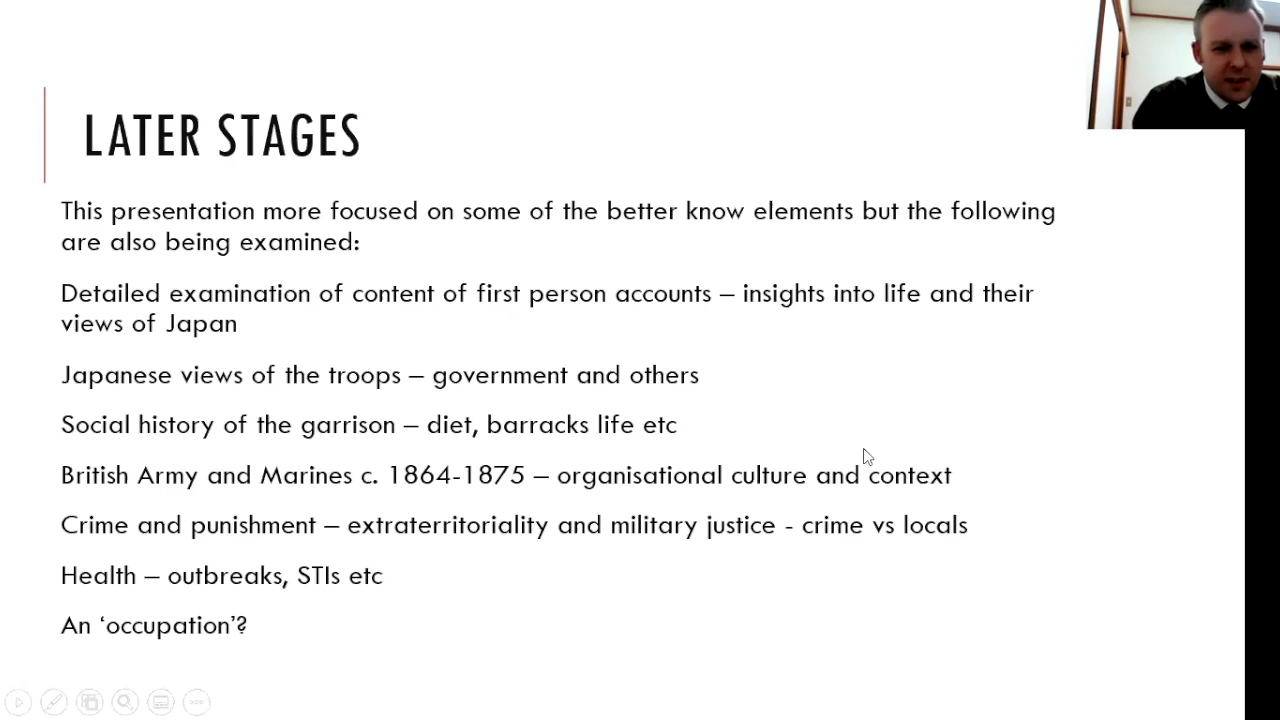 LATER STAGES
This presentation more focused on some of the better know elements but the following
are also being examined:
Detailed examination of content of first person accounts – insights into life and their
views of Japan
Japanese views of the troops – government and others
Social history of the garrison – diet, barracks life etc
British Army and Marines c. 1864-1875 – organisational culture and context
Crime and punishment – extraterritoriality and military justice - crime vs locals
Health – outbreaks, STIs etc
An ‘occupation’?